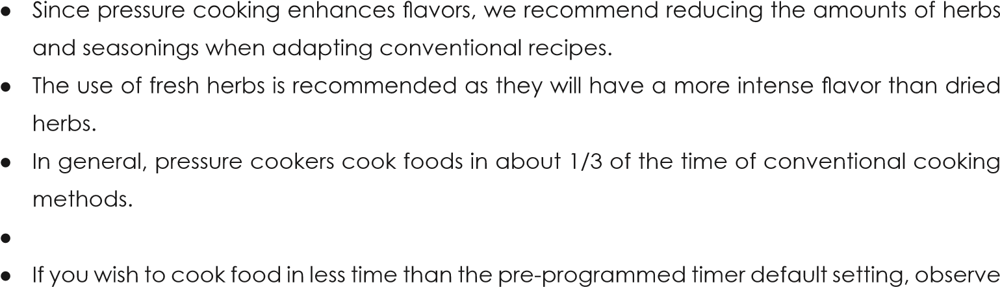 ● Since pressure cooking enhances flavors, we recommend reducing the amounts of herbs
and seasonings when adapting conventional recipes.
● The use of fresh herbs is recommended as they will have a more intense flavor than dried
herbs.
● In general, pressure cookers cook foods in about 1/3 of the time of conventional cooking
methods.
●
● If you wish to cook food in less time than the pre-programmed timer default setting, observe